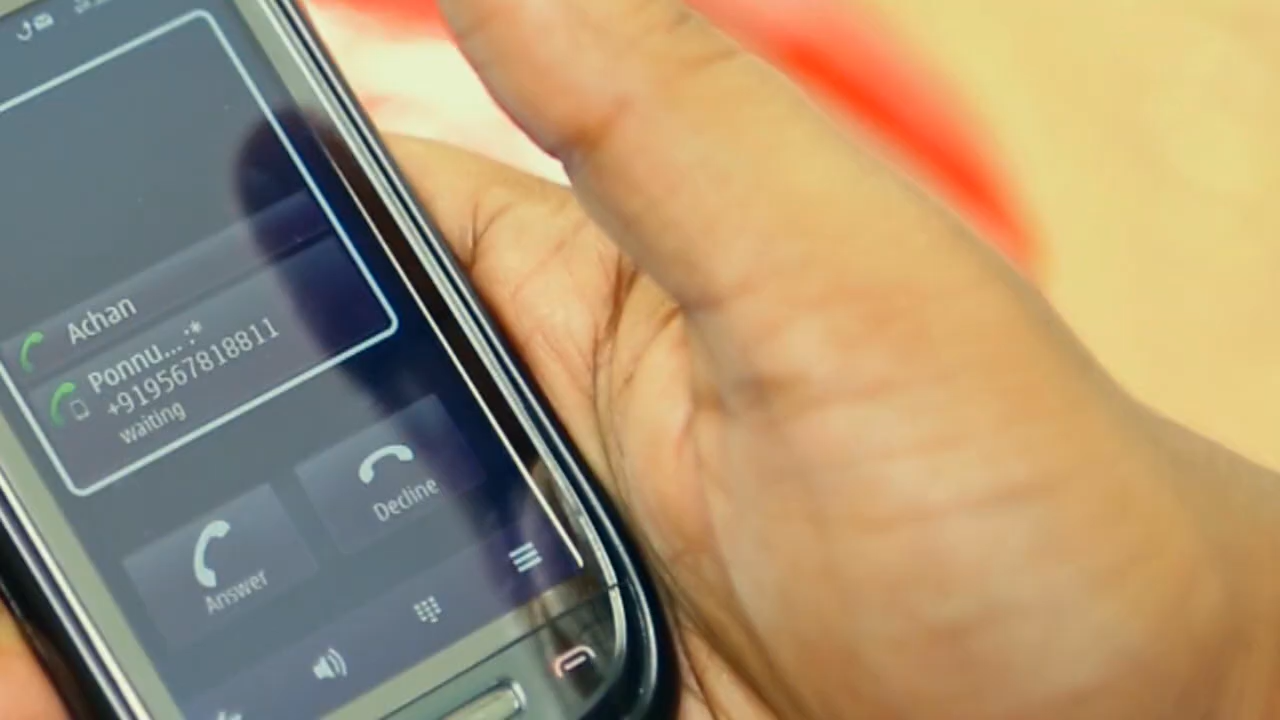 Achan
Ponnu... :*
+919567818811
waiting
Answer
Decline